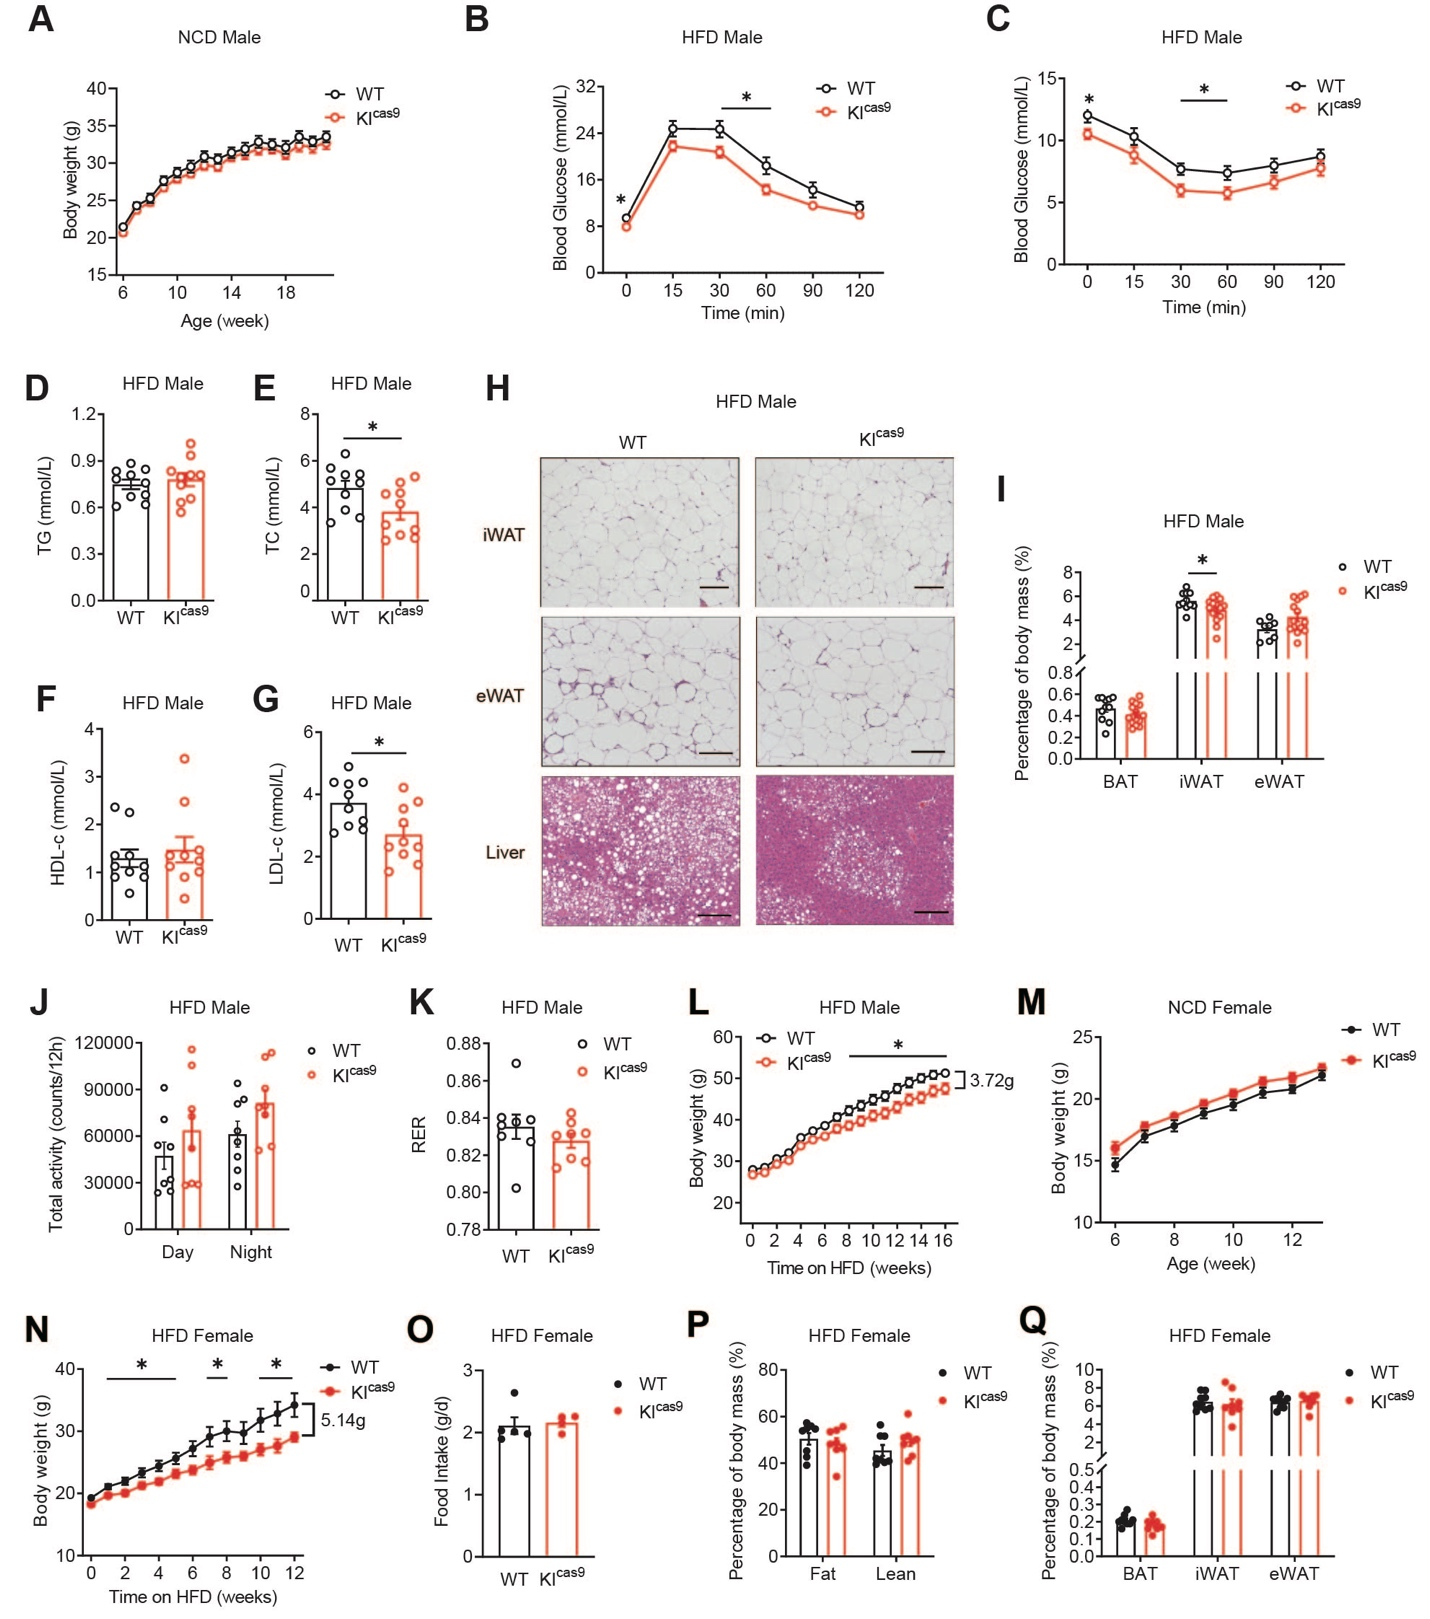 A
NCD Male
Body weight (g)
40
35
30
25
20
15
6 10 14 18
Age (week)
WT
KIcas9
B
HFD Male
Blood Glucose (mmol/L)
32
24
16
8
0
*
*
0 15 30 60 90 120
Time (min)
WT
KIcas9
C
HFD Male
Blood Glucose (mmol/L)
15
10
5
0
*
*
0 15 30 60 90 120
Time (min)
WT
KIcas9
D
HFD Male
TG (mmol/L)
1.2
0.9
0.6
0.3
0.0
WT KIcas9
E
HFD Male
TC (mmol/L)
8
6
4
2
0
*
WT KIcas9
F
HFD Male
HDL-c (mmol/L)
4
3
2
1
0
WT KIcas9
G
HFD Male
LDL-c (mmol/L)
6
4
2
0
*
WT KIcas9
H
HFD Male
WT KIcas9
iWAT
eWAT
Liver
I
HFD Male
Percentage of body mass (%)
8
6
4
2
0.8
0.6
0.4
0.2
0.0
*
BAT iWAT eWAT
WT
KIcas9
J
HFD Male
Total activity (counts/12h)
120000
90000
60000
30000
0
Day Night
WT
KIcas9
K
HFD Male
RER
0.88
0.86
0.84
0.82
0.80
0.78
WT KIcas9
WT
KIcas9
L
HFD Male
Body weight (g)
60
50
40
30
20
WT
KIcas9
*
3.72g
0 2 4 6 8 10 12 14 16
Time on HFD (weeks)
M
NCD Female
Body weight (g)
25
20
15
10
6 8 10 12
Age (week)
WT
KIcas9
N
HFD Female
Body weight (g)
40
30
20
10
* * *
5.14g
0 2 4 6 8 10 12
Time on HFD (weeks)
WT
KIcas9
O
HFD Female
Food Intake (g/d)
3
2
1
0
WT KIcas9
WT
KIcas9
P
HFD Female
Percentage of body mass (%)
80
60
40
20
0
Fat Lean
WT
KIcas9
Q
HFD Female
Percentage of body mass (%)
10
8
6
4
2
0.5
0.4
0.3
0.2
0.1
0.0
BAT iWAT eWAT
WT
KIcas9